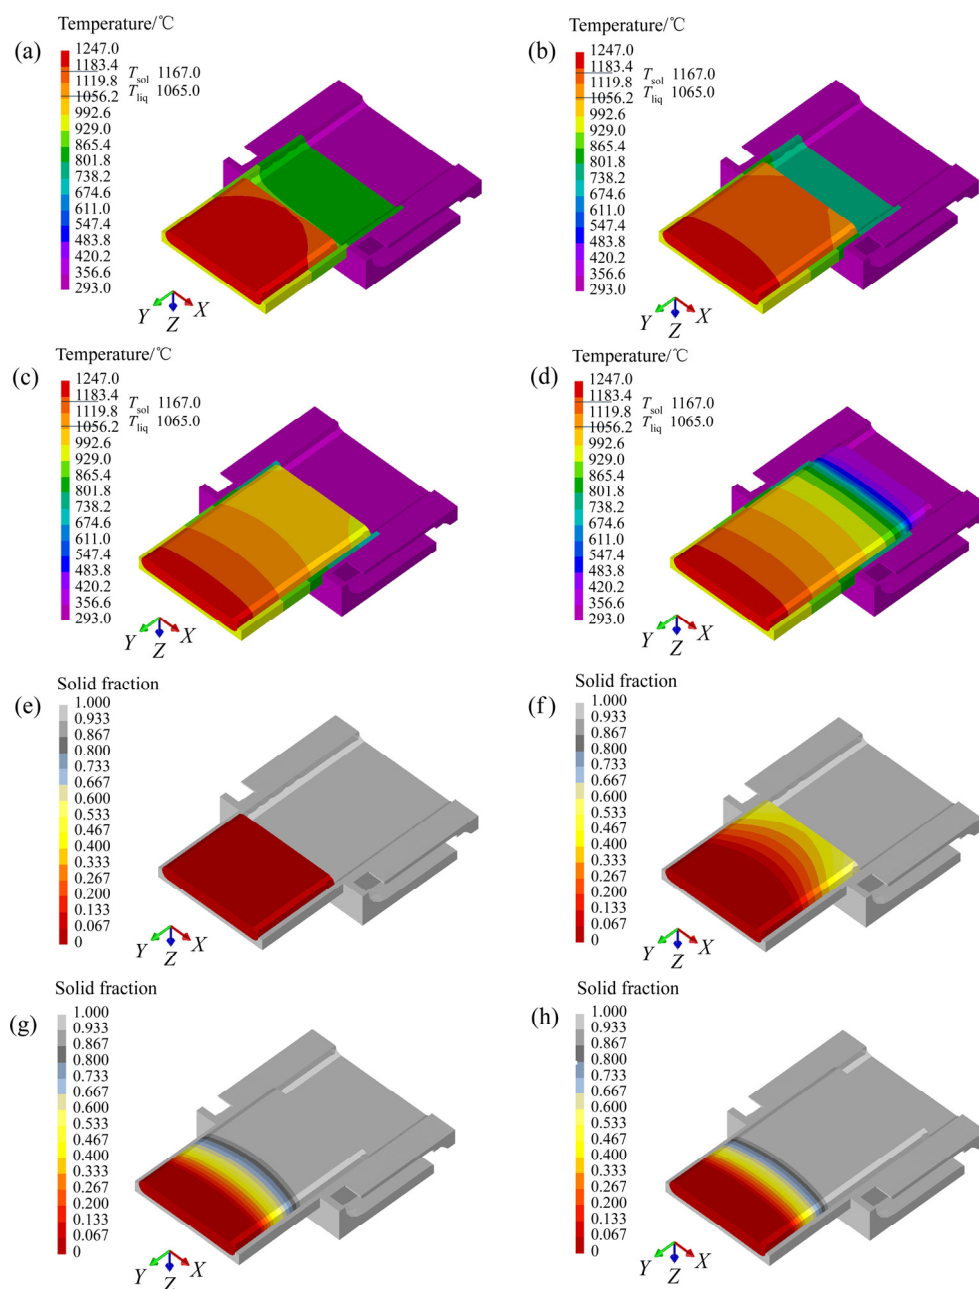 (a)
Temperature/℃
1247.0
1183.4
1119.8
1056.2
992.6
929.0
865.4
801.8
738.2
674.6
611.0
547.4
483.8
420.2
356.6
293.0
Tsol 1167.0
Tliq 1065.0
Y
Z
X
(b)
Temperature/℃
1247.0
1183.4
1119.8
1056.2
992.6
929.0
865.4
801.8
738.2
674.6
611.0
547.4
483.8
420.2
356.6
293.0
Tsol 1167.0
Tliq 1065.0
Y
Z
X
(c)
Temperature/℃
1247.0
1183.4
1119.8
1056.2
992.6
929.0
865.4
801.8
738.2
674.6
611.0
547.4
483.8
420.2
356.6
293.0
Tsol 1167.0
Tliq 1065.0
Y
Z
X
(d)
Temperature/℃
1247.0
1183.4
1119.8
1056.2
992.6
929.0
865.4
801.8
738.2
674.6
611.0
547.4
483.8
420.2
356.6
293.0
Tsol 1167.0
Tliq 1065.0
Y
Z
X
(e)
Solid fraction
1.000
0.933
0.867
0.800
0.733
0.667
0.600
0.533
0.467
0.400
0.333
0.267
0.200
0.133
0.067
0
Y
Z
X
(f)
Solid fraction
1.000
0.933
0.867
0.800
0.733
0.667
0.600
0.533
0.467
0.400
0.333
0.267
0.200
0.133
0.067
0
Y
Z
X
(g)
Solid fraction
1.000
0.933
0.867
0.800
0.733
0.667
0.600
0.533
0.467
0.400
0.333
0.267
0.200
0.133
0.067
0
Y
Z
X
(h)
Solid fraction
1.000
0.933
0.867
0.800
0.733
0.667
0.600
0.533
0.467
0.400
0.333
0.267
0.200
0.133
0.067
0
Y
Z
X